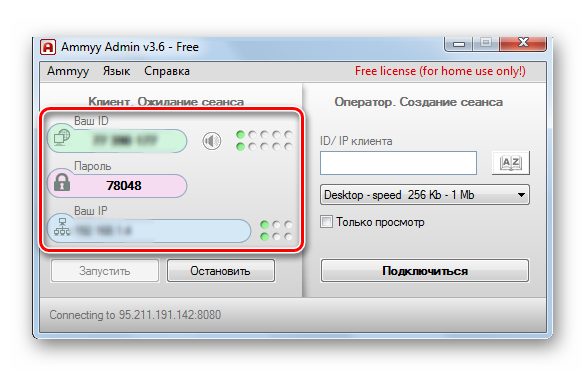 Ammyy Admin v3.6 - Free
Ammyy Язык Справка Free license (for home use only!)
Клиент. Ожидание сеанса
Ваш ID
Пароль
78048
Ваш IP
Запустить Остановить
Оператор. Создание сеанса
ID/ IP клиента
AZ
Desktop - speed 256 Kb - 1 Mb
Только просмотр
Подключиться
Connecting to 95.211.191.142:8080